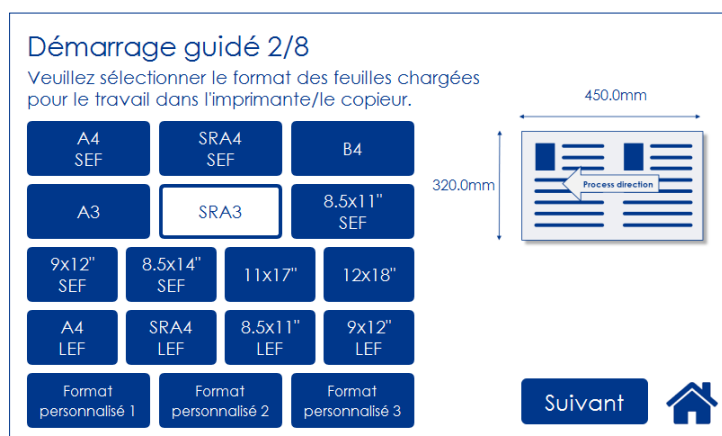 Démarrage guidé 2/8
Veuillez sélectionner le format des feuilles chargées
pour le travail dans l'imprimante/le copieur.
450.0mm
320.0mm
Process direction
A4
SEF
SRA4
SEF
B4
A3
SRA3
8.5x11"
SEF
9x12"
SEF
8.5x14"
SEF
11x17"
12x18"
A4
LEF
SRA4
LEF
8.5x11"
LEF
9x12"
LEF
Format
personnalisé 1
Format
personnalisé 2
Format
personnalisé 3
Suivant